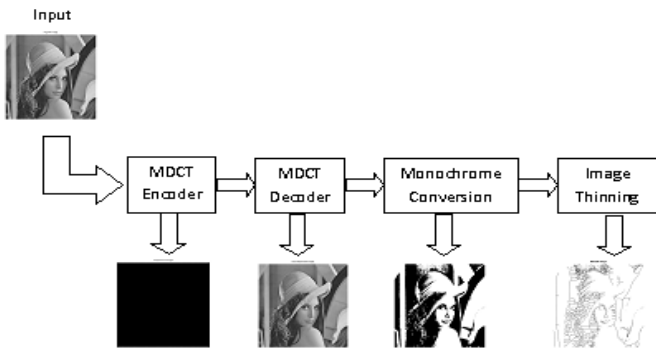 Input
MDCT
Encoder
MDCT
Decoder
Monochrome
Conversion
Image
Thinning